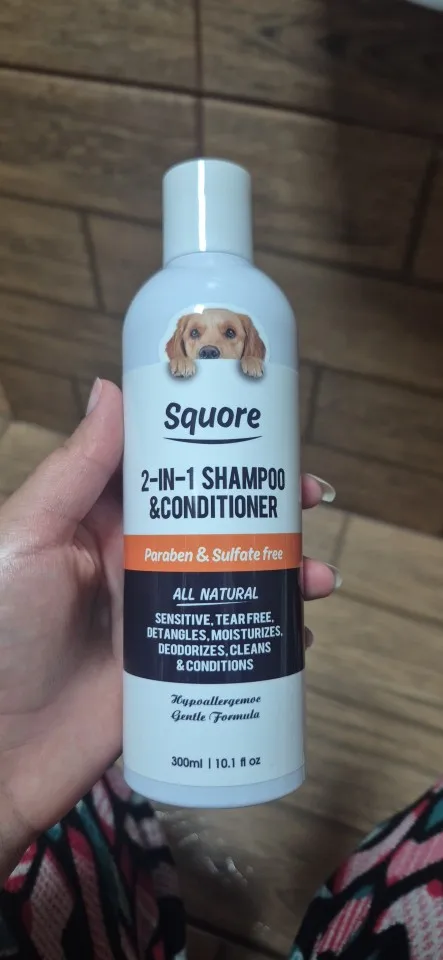 Squore
2-IN-1 SHAMPOO
&CONDITIONER
Paraben & Sulfate free
ALL NATURAL
SENSITIVE, TEAR FREE,
DETANGLES, MOISTURIZES,
DEODORIZES, CLEANS
& CONDITIONS
Hypoallergemoc
Gentle Formula
300ml | 10.1 fl oz